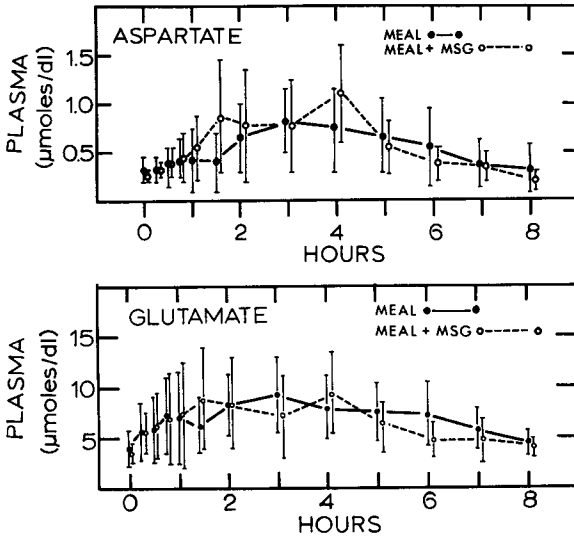 ASPARTATE
MEAL
MEAL + MSG
PLASMA
(μmoles/dl)
1.5
1.0
0.5
0 2 4 6 8
HOURS
GLUTAMATE
MEAL
MEAL + MSG
PLASMA
(μmoles/dl)
15
10
5
0 2 4 6 8
HOURS